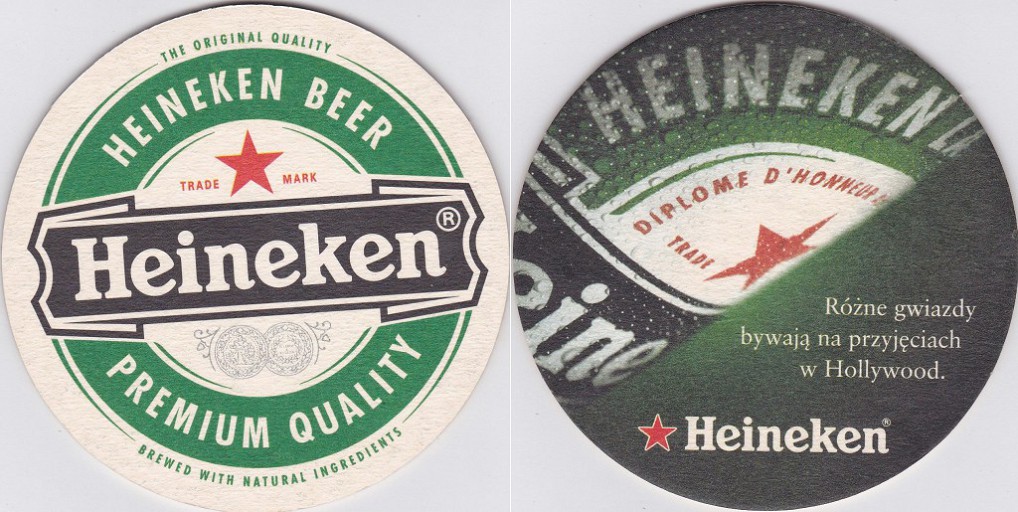 THE ORIGINAL QUALITY
HEINEKEN BEER
TRADE MARK
Heineken®
PREMIUM QUALITY
BREWED WITH NATURAL INGREDIENTS
HEINEKEN
DIPLOME D'HONNEUR
TRADE
Różne gwiazdy
bywają na przyjęciach
w Hollywood.
Heineken®